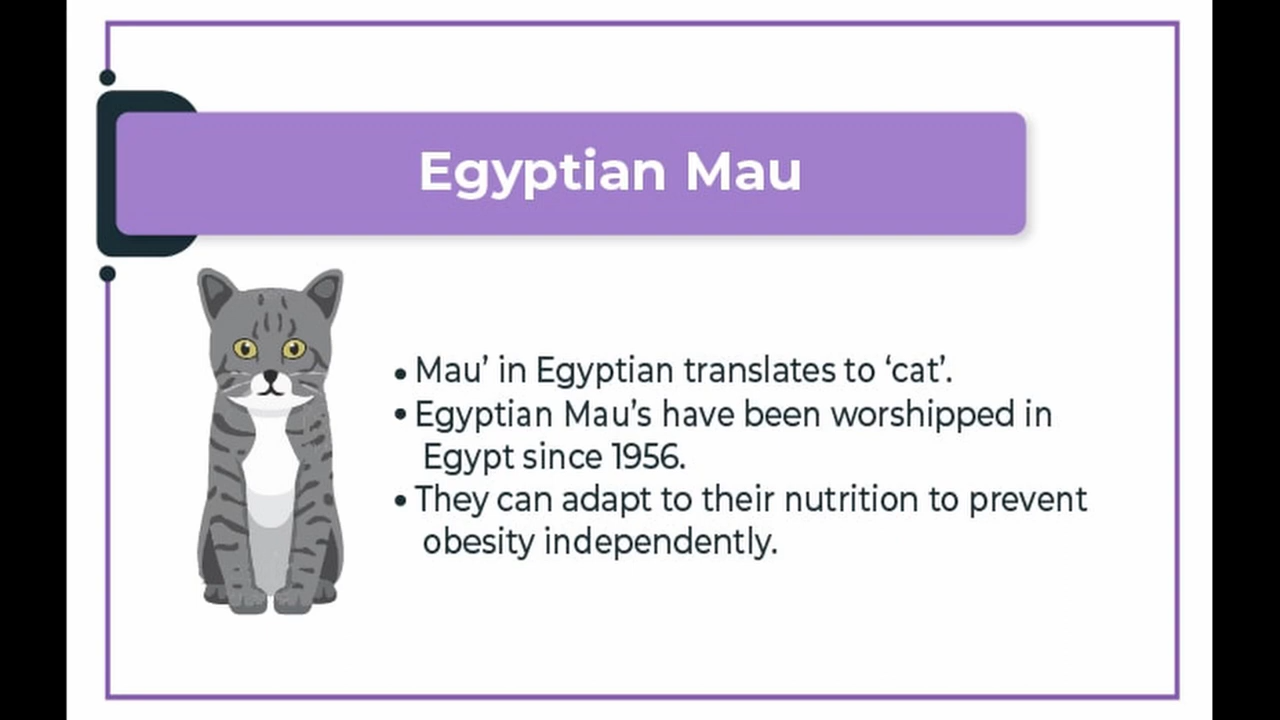 Egyptian Mau
• Mau’ in Egyptian translates to ‘cat’.
• Egyptian Mau’s have been worshipped in
Egypt since 1956.
• They can adapt to their nutrition to prevent
obesity independently.